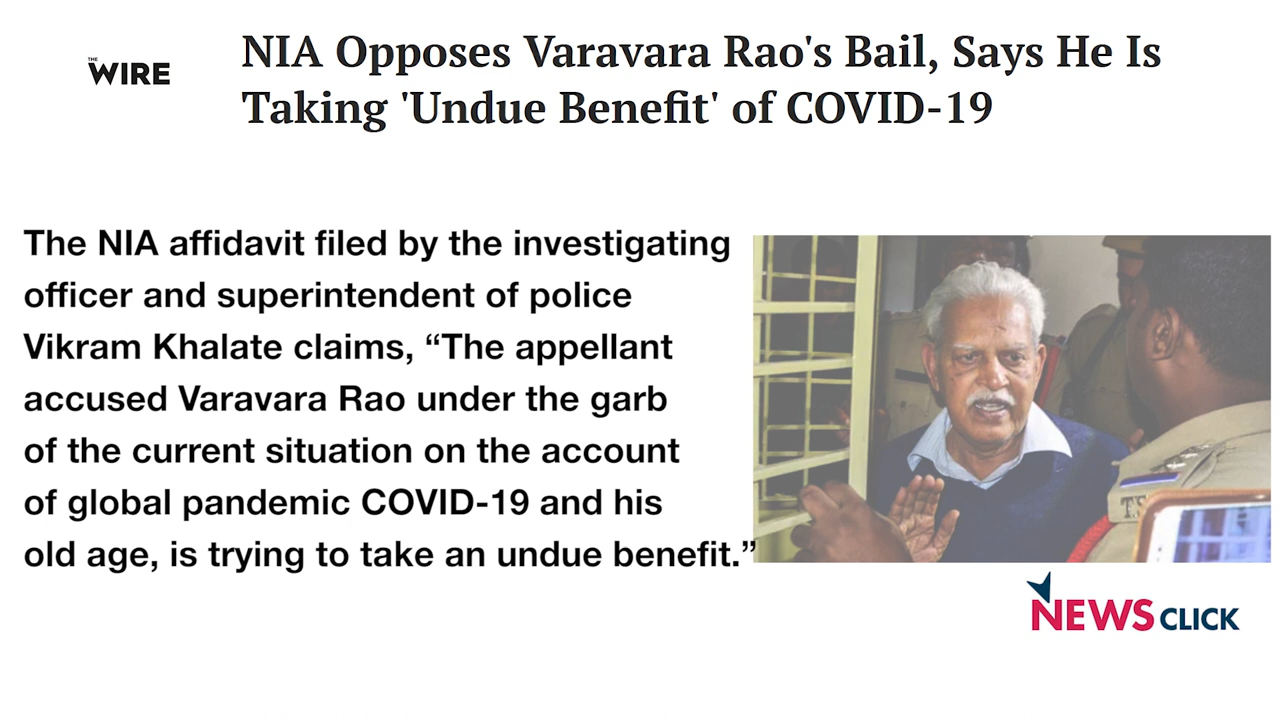 THE
WIRE
NIA Opposes Varavara Rao's Bail, Says He Is
Taking 'Undue Benefit' of COVID-19
The NIA affidavit filed by the investigating
officer and superintendent of police
Vikram Khalate claims, “The appellant
accused Varavara Rao under the garb
of the current situation on the account
of global pandemic COVID-19 and his
old age, is trying to take an undue benefit.”
T.S
NEWSCLICK